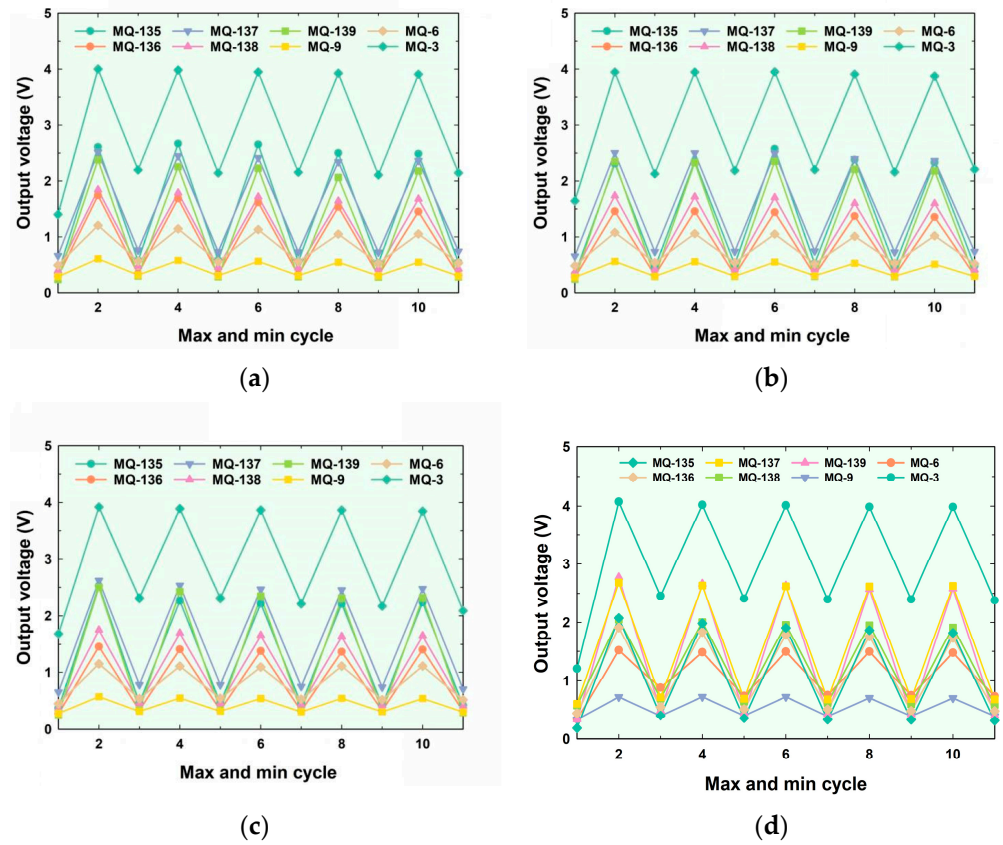 5
4
3
2
1
0
Output voltage (V)
MQ-135 MQ-137 MQ-139 MQ-6
MQ-136 MQ-138 MQ-9 MQ-3
2 4 6 8 10
Max and min cycle
(a)
5
4
3
2
1
0
Output voltage (V)
MQ-135 MQ-137 MQ-139 MQ-6
MQ-136 MQ-138 MQ-9 MQ-3
2 4 6 8 10
Max and min cycle
(b)
5
4
3
2
1
0
Output voltage (V)
MQ-135 MQ-137 MQ-139 MQ-6
MQ-136 MQ-138 MQ-9 MQ-3
2 4 6 8 10
Max and min cycle
(c)
5
4
3
2
1
0
Output voltage (V)
MQ-135 MQ-137 MQ-139 MQ-6
MQ-136 MQ-138 MQ-9 MQ-3
2 4 6 8 10
Max and min cycle
(d)